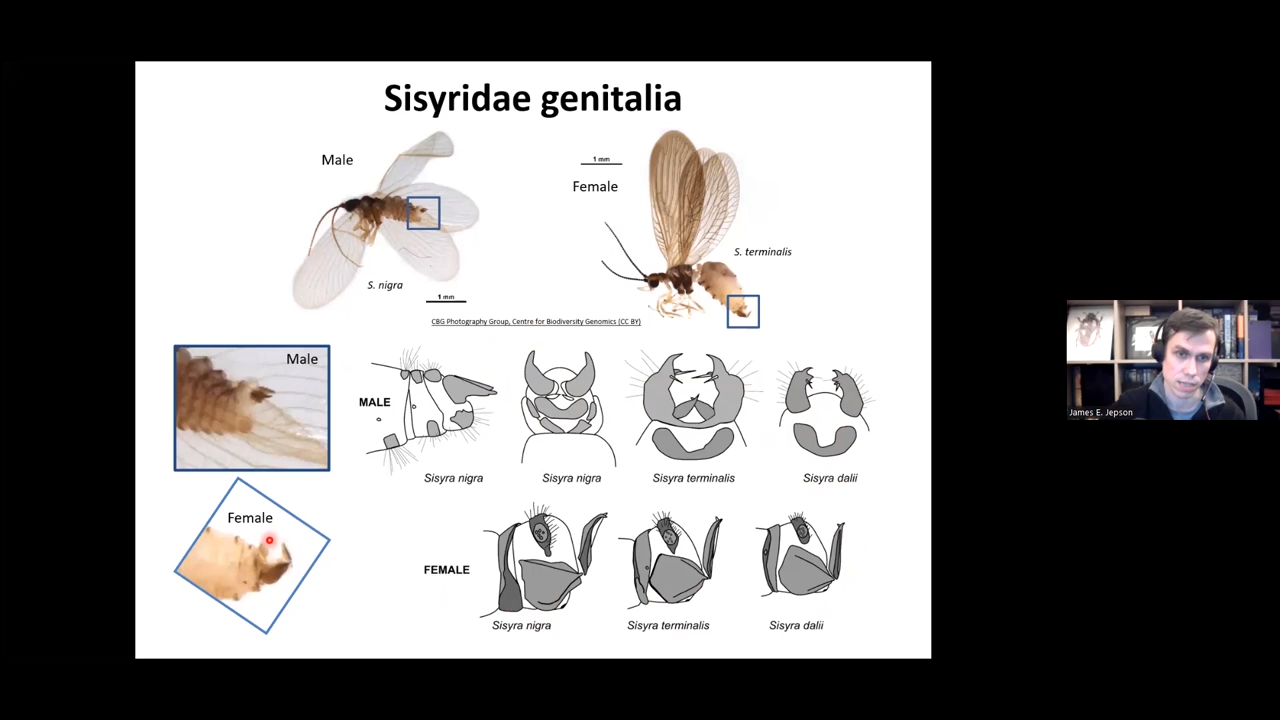 Sisyridae genitalia
Male
1 mm
Female
S. terminalis
S. nigra
1 mm
CBG Photography Group, Centre for Biodiversity Genomics (CC BY)
Male
MALE
James E. Jepson
Sisyra nigra
Sisyra nigra
Sisyra terminalis
Sisyra dalii
Female
FEMALE
Sisyra nigra
Sisyra terminalis
Sisyra dalii